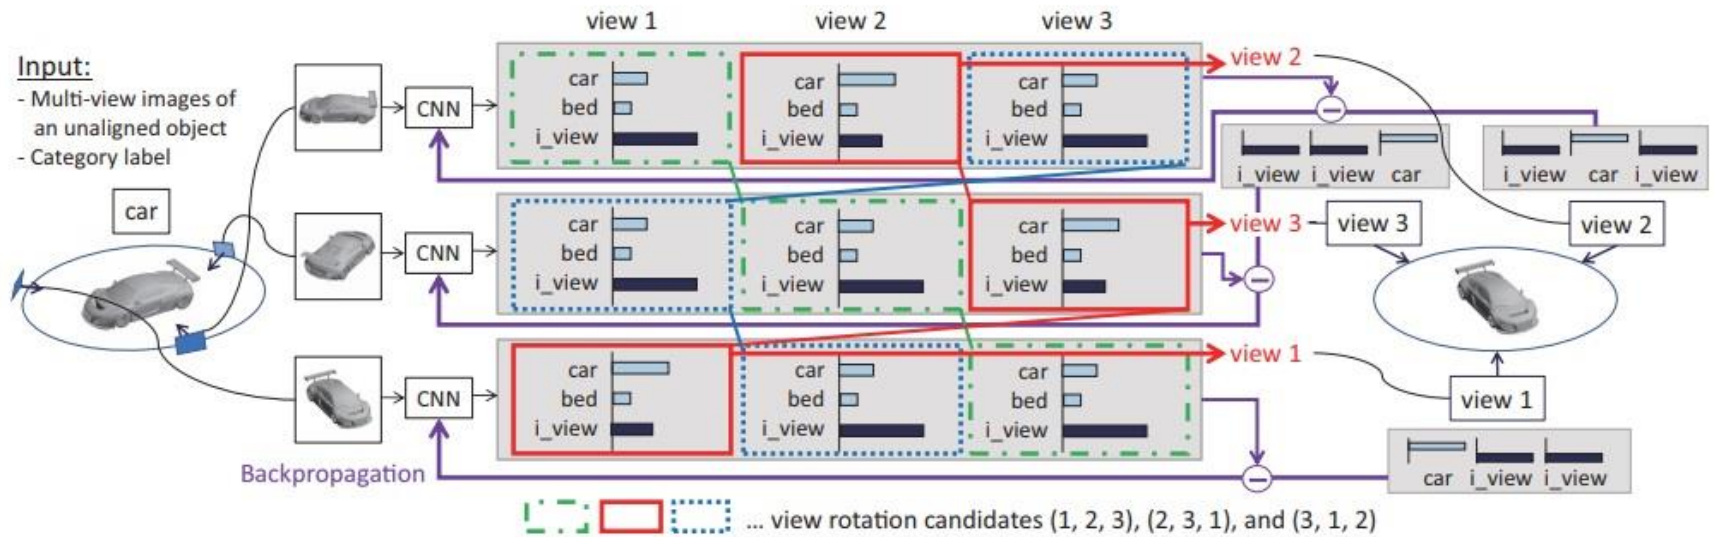 view 1 view 2 view 3
Input:
- Multi-view images of
an unaligned object
- Category label
car
CNN
car
bed
i_view
car
bed
i_view
car
bed
i_view
view 2
i_view i_view car
i_view car i_view
CNN
car
bed
i_view
car
bed
i_view
car
bed
i_view
view 3
view 3
view 2
CNN
car
bed
i_view
car
bed
i_view
car
bed
i_view
view 1
view 1
car i_view i_view
Backpropagation
... view rotation candidates (1, 2, 3), (2, 3, 1), and (3, 1, 2)